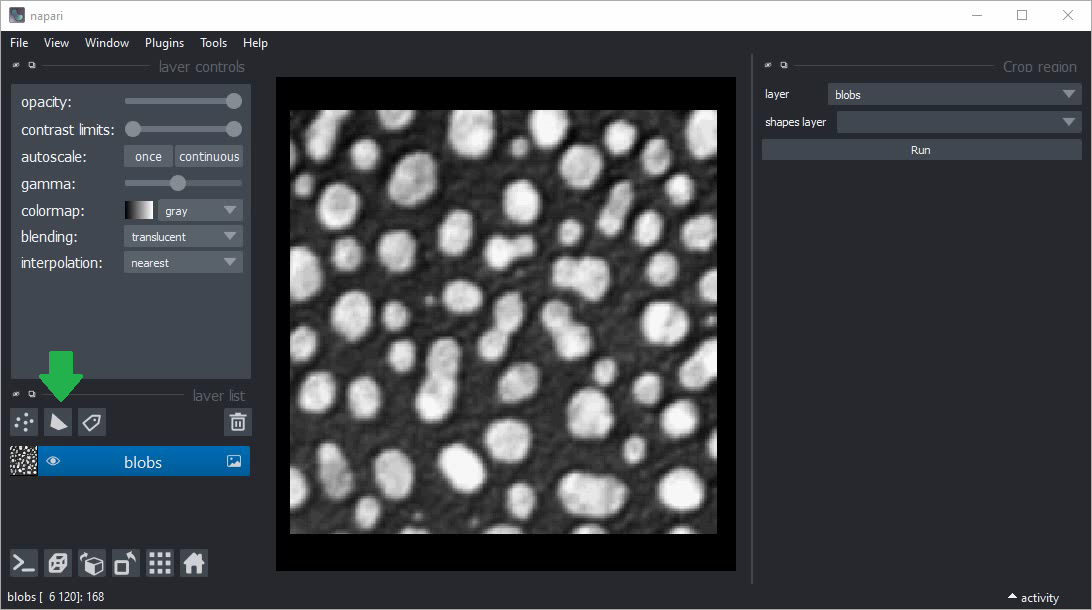 napari
File View Window Plugins Tools Help
layer controls
opacity:
contrast limits:
autoscale: once continuous
gamma:
colormap: gray
blending: translucent
interpolation: nearest
layer list
blobs
Crop region
layer blobs
shapes layer
Run
blobs [ 6 120]: 168
activity